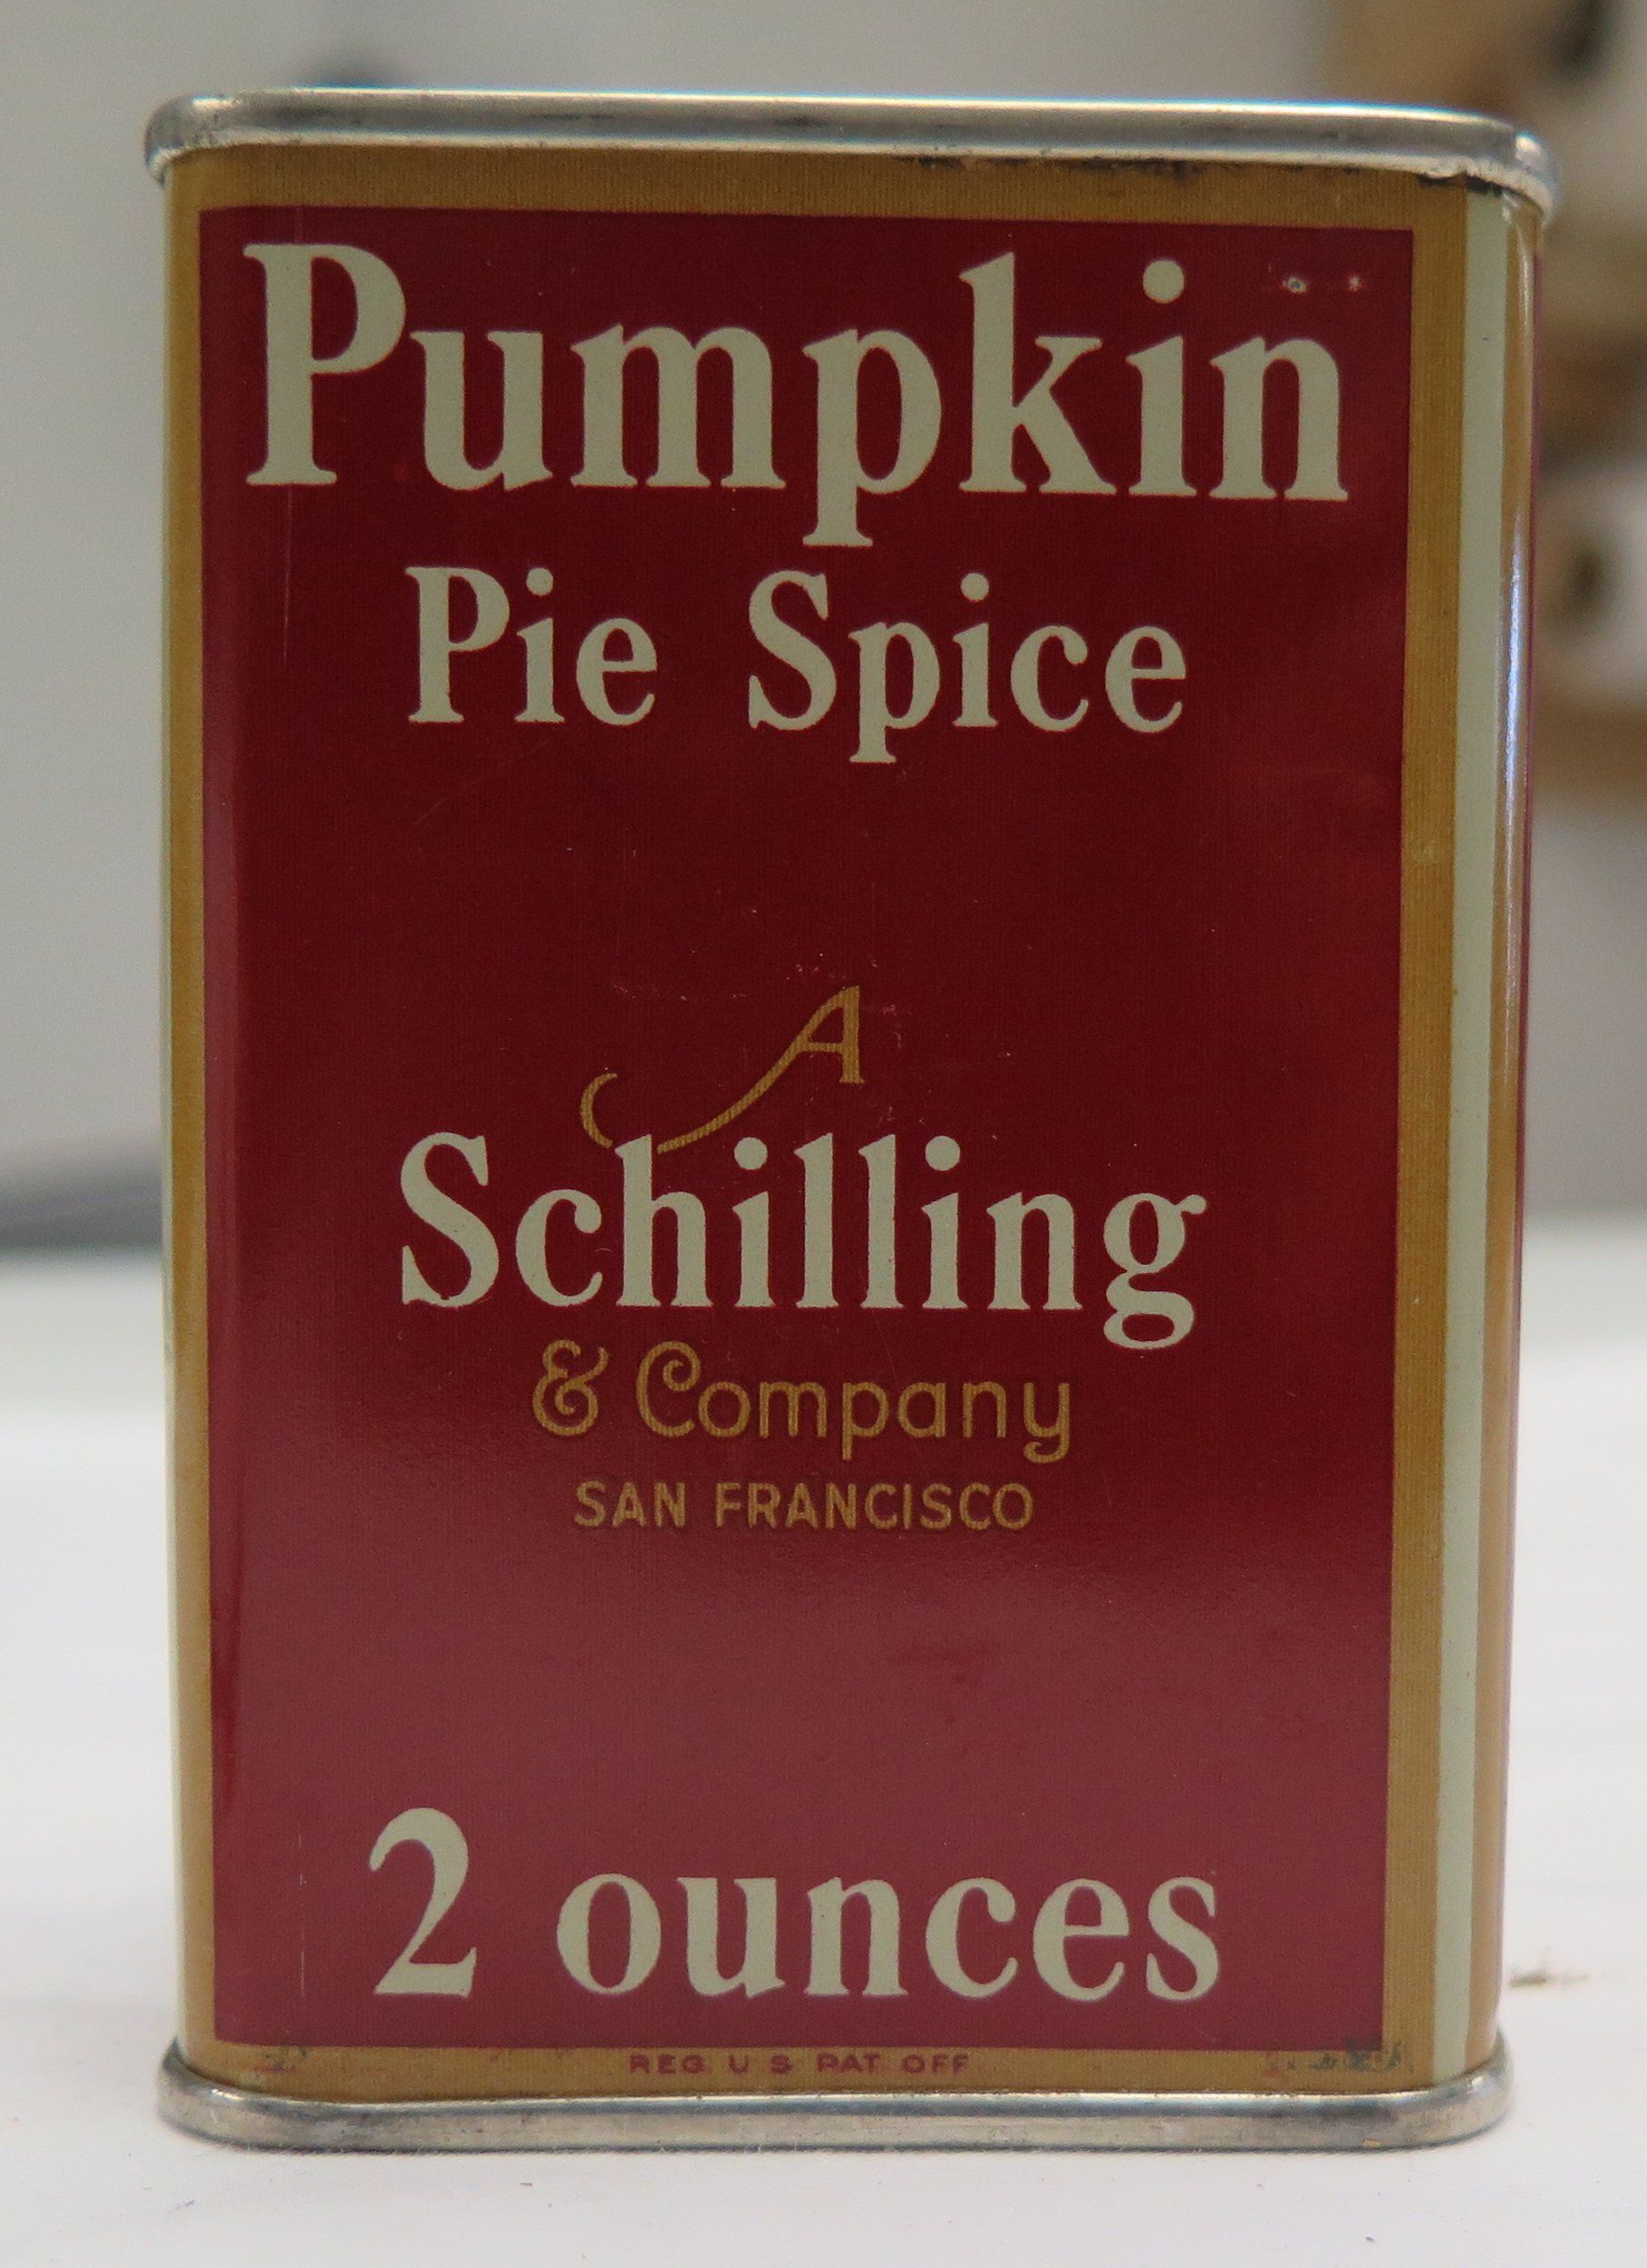 Pumpkin
Pie Spice
A
Schilling
& Company
SAN FRANCISCO
2 ounces
REG U S PAT OFF